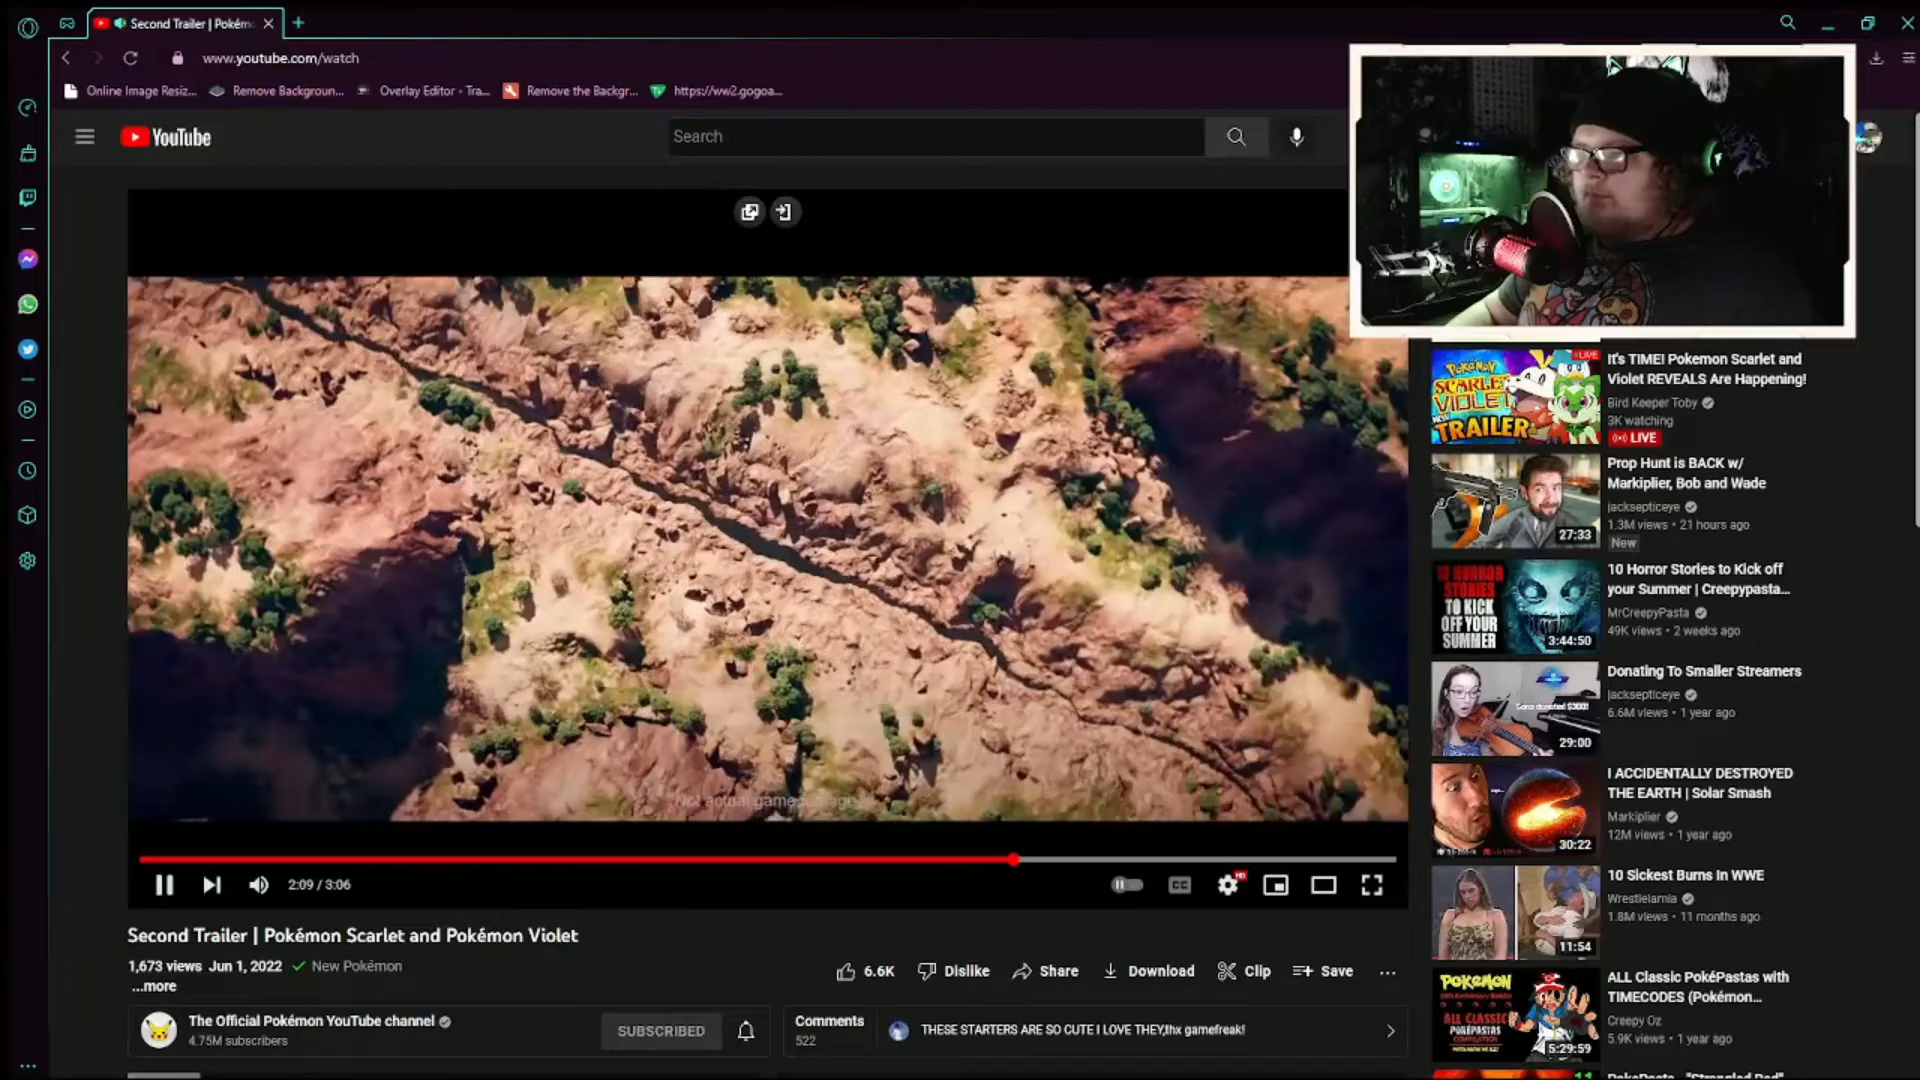 Second Trailer | Pokém
www.youtube.com/watch
Online Image Resiz...
Remove Backgroun...
Overlay Editor - Tra...
Remove the Backgr...
https://ww2.gogoa...
YouTube
Search
Not actual game footage
2:09 / 3:06
CC
HD
Second Trailer | Pokémon Scarlet and Pokémon Violet
1,673 views Jun 1, 2022 New Pokémon
...more
6.6K
Dislike
Share
Download
Clip
Save
The Official Pokémon YouTube channel
4.75M subscribers
SUBSCRIBED
Comments
522
THESE STARTERS ARE SO CUTE I LOVE THEY,thx gamefreak!
LIVE
POKÉMON
SCARLET
VIOLET
NEW
TRAILER
It's TIME! Pokemon Scarlet and
Violet REVEALS Are Happening!
Bird Keeper Toby
3K watching
LIVE
27:33
Prop Hunt is BACK w/
Markiplier, Bob and Wade
jacksepticeye
1.3M views • 21 hours ago
New
10 HORROR
STORIES
TO KICK
OFF YOUR
SUMMER
3:44:50
10 Horror Stories to Kick off
your Summer | Creepypasta...
MrCreepyPasta
49K views • 2 weeks ago
29:00
Donating To Smaller Streamers
jacksepticeye
6.6M views • 1 year ago
30:22
I ACCIDENTALLY DESTROYED
THE EARTH | Solar Smash
Markiplier
12M views • 1 year ago
11:54
10 Sickest Burns In WWE
Wrestlelamia
1.8M views • 11 months ago
POKEMON
ALL CLASSIC
POKÉPASTAS
COMPILATION
5:29:59
ALL Classic PokéPastas with
TIMECODES (Pokémon...
Creepy Oz
5.9K views • 1 year ago